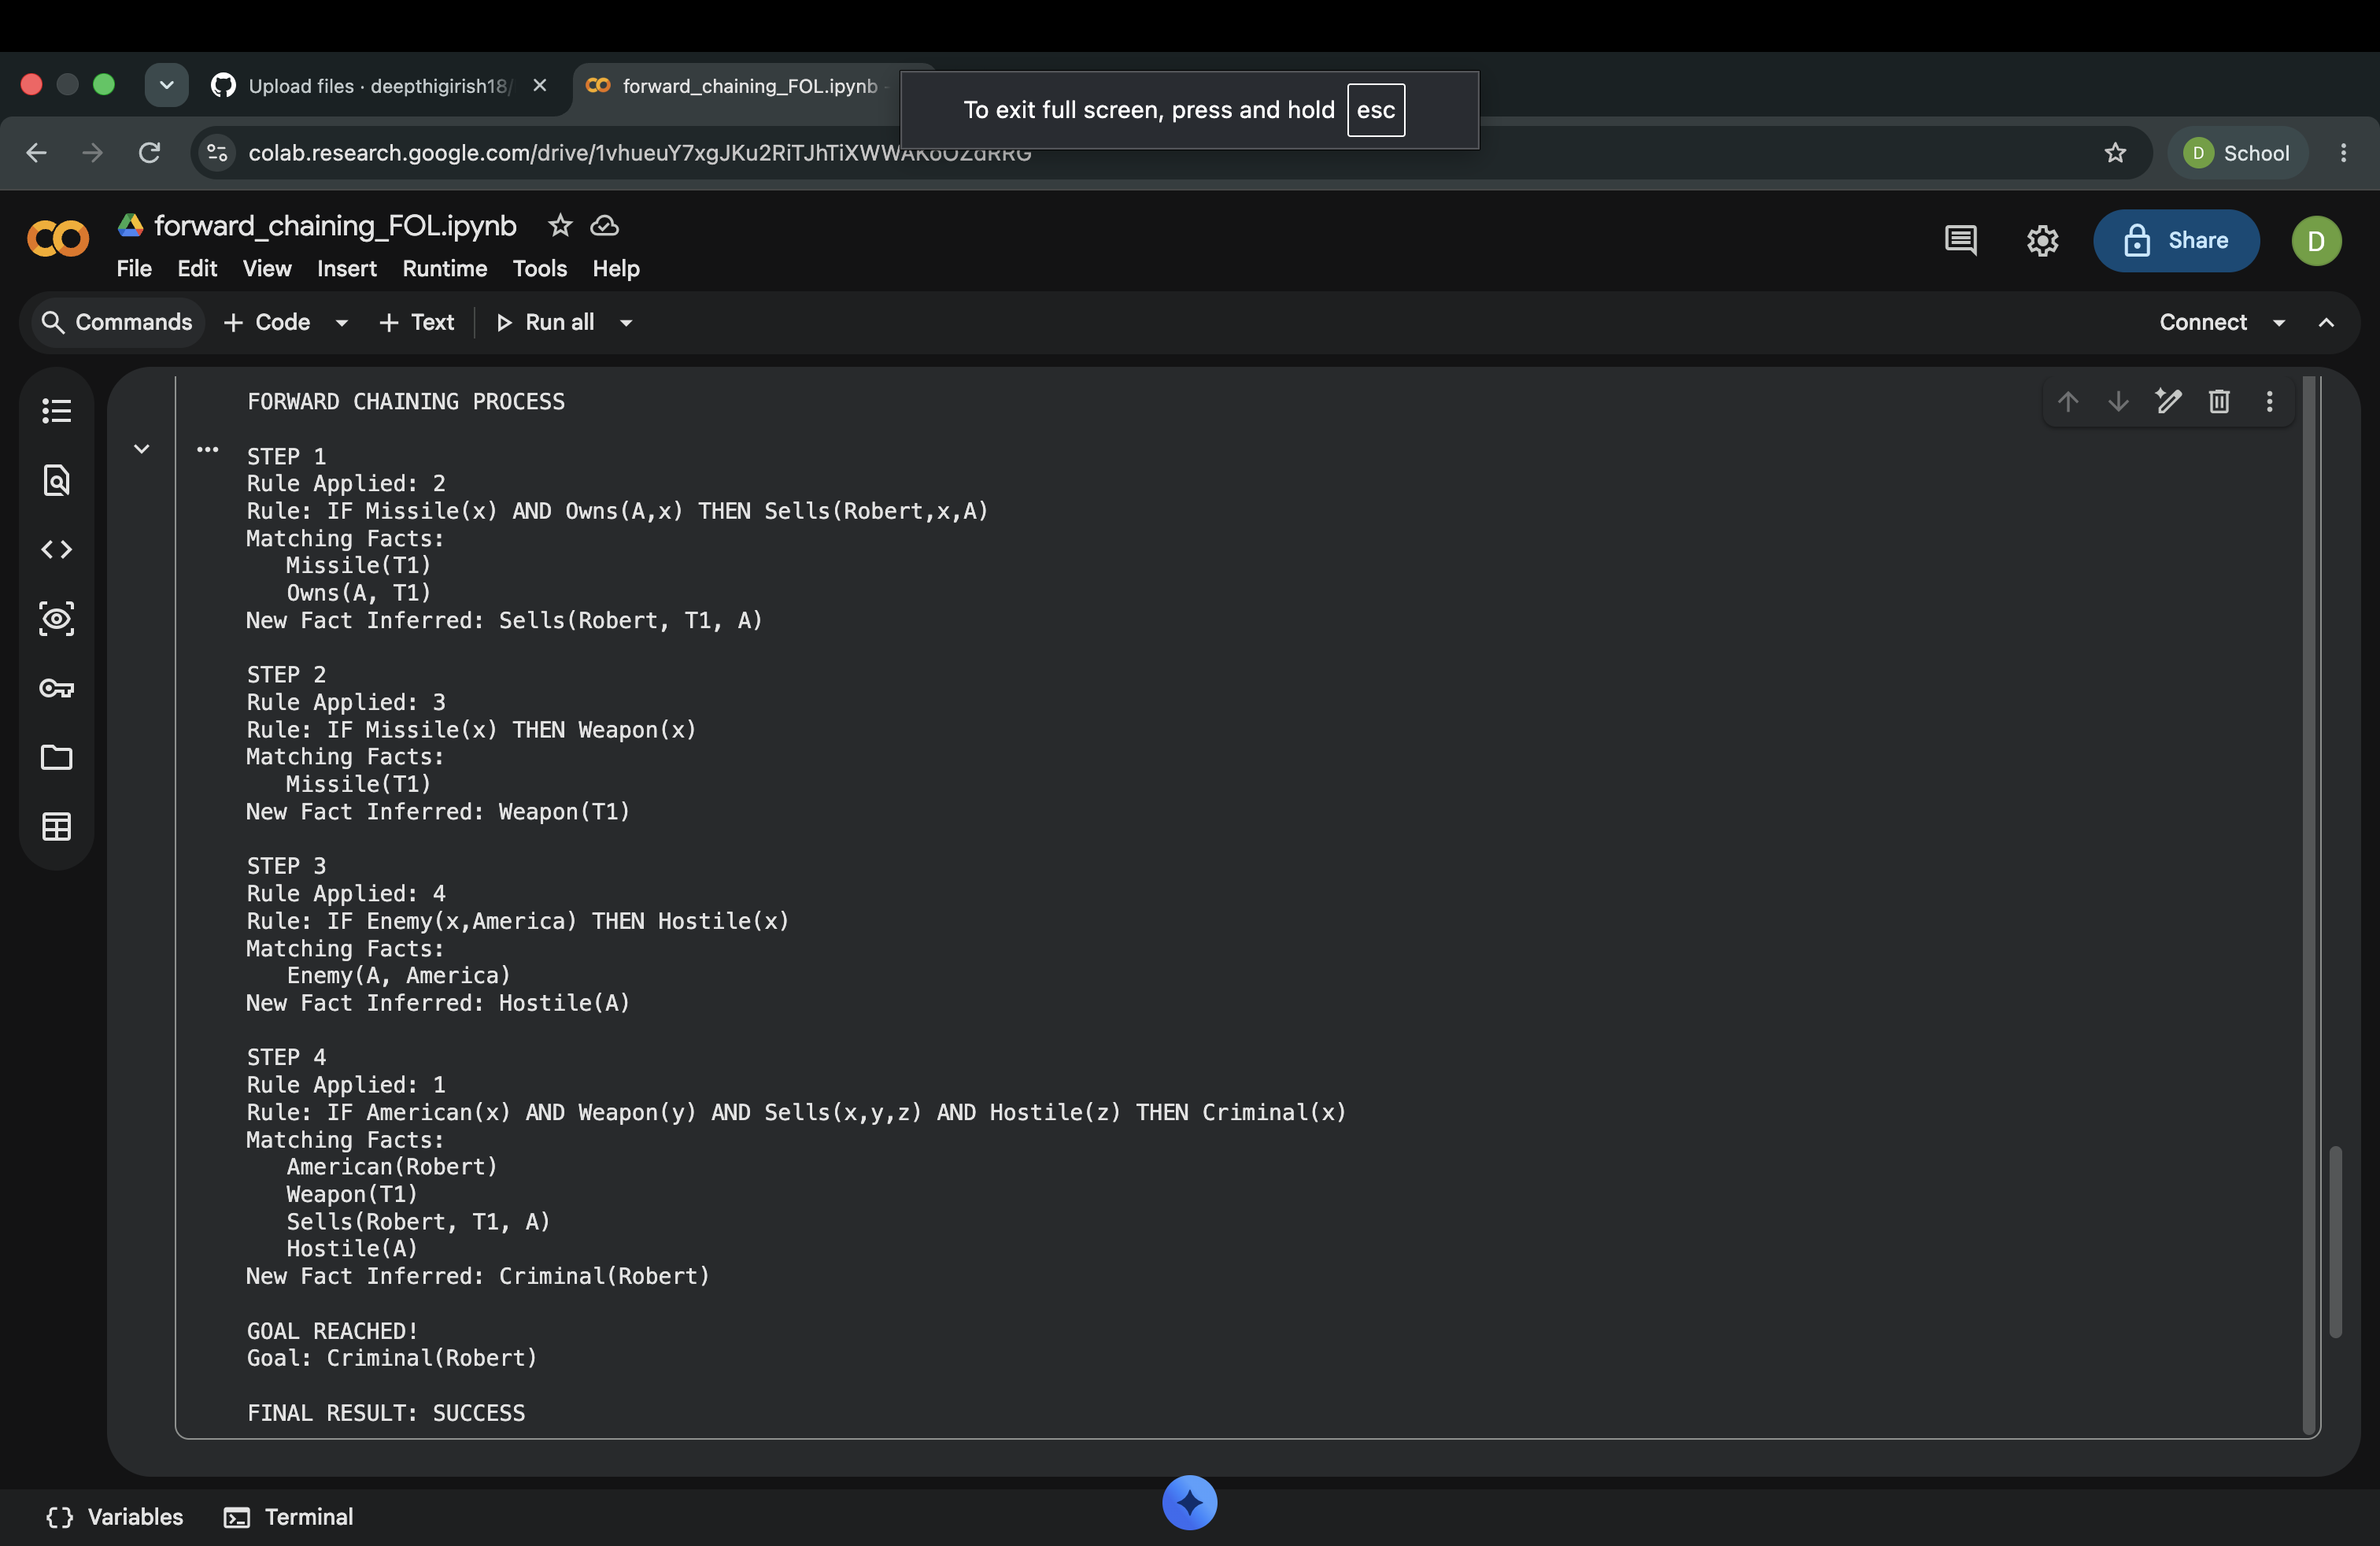 Upload files · deepthigirish18/
forward_chaining_FOL.ipynb
To exit full screen, press and hold esc
colab.research.google.com/drive/1vhueuY7xgJKu2RiTJhTiXWWAKoOZdRRG
D School
forward_chaining_FOL.ipynb
File Edit View Insert Runtime Tools Help
Share
D
Commands + Code + Text Run all
Connect
FORWARD CHAINING PROCESS
STEP 1
Rule Applied: 2
Rule: IF Missile(x) AND Owns(A,x) THEN Sells(Robert,x,A)
Matching Facts:
Missile(T1)
Owns(A, T1)
New Fact Inferred: Sells(Robert, T1, A)
STEP 2
Rule Applied: 3
Rule: IF Missile(x) THEN Weapon(x)
Matching Facts:
Missile(T1)
New Fact Inferred: Weapon(T1)
STEP 3
Rule Applied: 4
Rule: IF Enemy(x,America) THEN Hostile(x)
Matching Facts:
Enemy(A, America)
New Fact Inferred: Hostile(A)
STEP 4
Rule Applied: 1
Rule: IF American(x) AND Weapon(y) AND Sells(x,y,z) AND Hostile(z) THEN Criminal(x)
Matching Facts:
American(Robert)
Weapon(T1)
Sells(Robert, T1, A)
Hostile(A)
New Fact Inferred: Criminal(Robert)
GOAL REACHED!
Goal: Criminal(Robert)
FINAL RESULT: SUCCESS
Variables Terminal